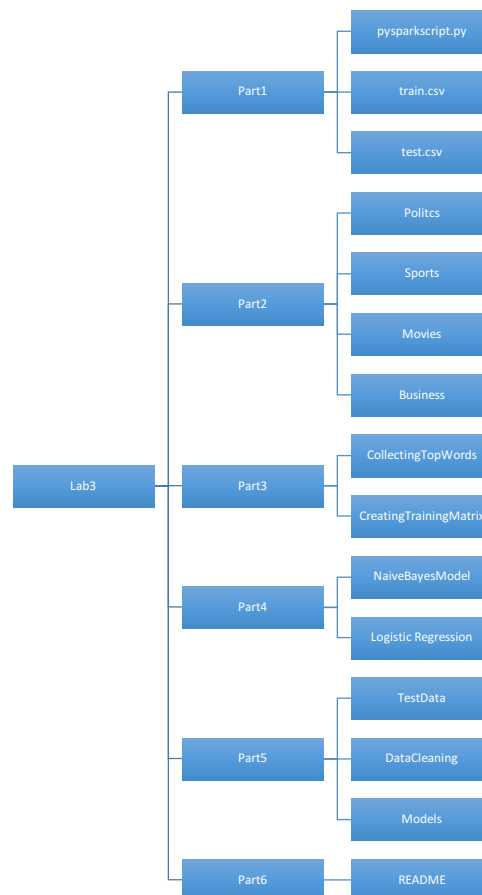 Lab3
Part1
pysparkscript.py
train.csv
test.csv
Part2
Politcs
Sports
Movies
Business
Part3
CollectingTopWords
CreatingTrainingMatrix
Part4
NaiveBayesModel
Logistic Regression
Part5
TestData
DataCleaning
Models
Part6
README